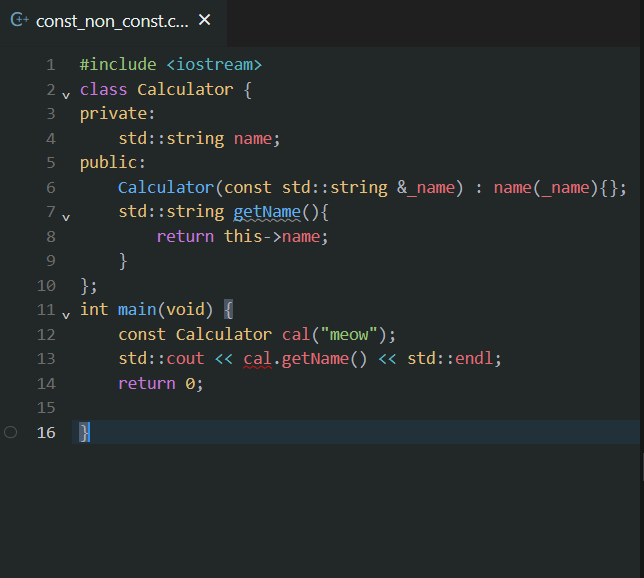 C++ const_non_const.c... ✕
1 #include <iostream>
2 class Calculator {
3 private:
4     std::string name;
5 public:
6     Calculator(const std::string &_name) : name(_name){};
7     std::string getName(){
8         return this->name;
9     }
10 };
11 int main(void) {
12     const Calculator cal("meow");
13     std::cout << cal.getName() << std::endl;
14     return 0;
15
16 }